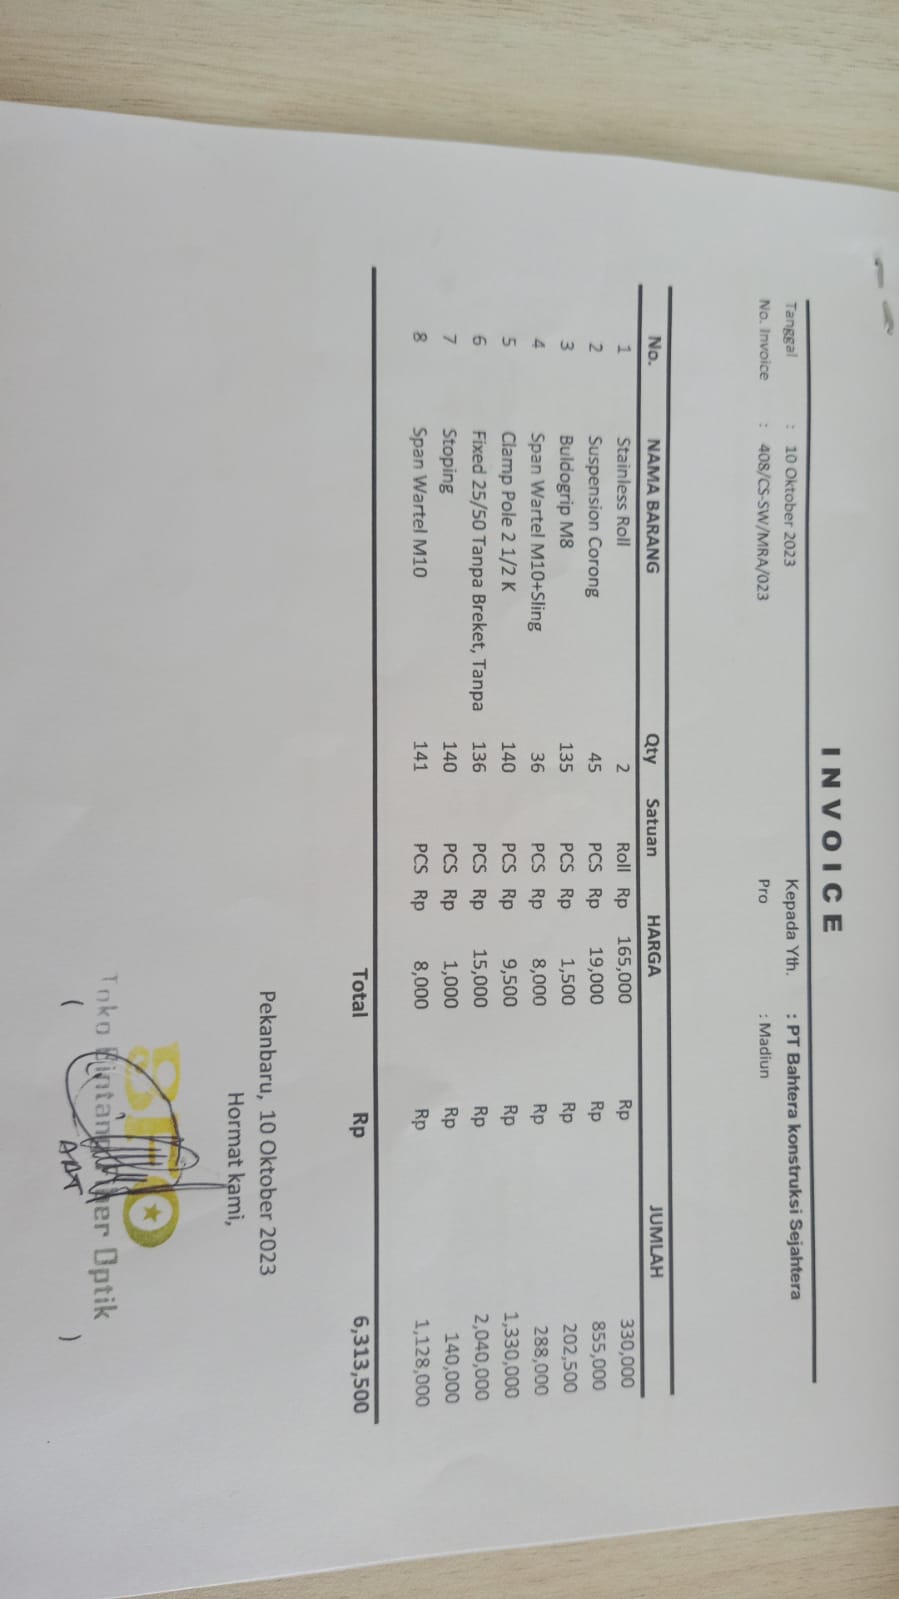 INVOICE
Tanggal : 10 Oktober 2023 Kepada Yth. : PT Bahtera konstruksi Sejahtera
No. Invoice : 408/CS-SW/MRA/023 Pro : Madiun
No. NAMA BARANG Qty Satuan HARGA JUMLAH
1 Stainless Roll 2 Roll Rp 165,000 Rp 330,000
2 Suspension Corong 45 PCS Rp 19,000 Rp 855,000
3 Buldogrip M8 135 PCS Rp 1,500 Rp 202,500
4 Span Wartel M10+Sling 36 PCS Rp 8,000 Rp 288,000
5 Clamp Pole 2 1/2 K 140 PCS Rp 9,500 Rp 1,330,000
6 Fixed 25/50 Tanpa Breket, Tanpa 136 PCS Rp 15,000 Rp 2,040,000
7 Stoping 140 PCS Rp 1,000 Rp 140,000
8 Span Wartel M10 141 PCS Rp 8,000 Rp 1,128,000
Total Rp 6,313,500
Pekanbaru, 10 Oktober 2023
Hormat kami,
BFO
Toko Bintang Fiber Optik
( )